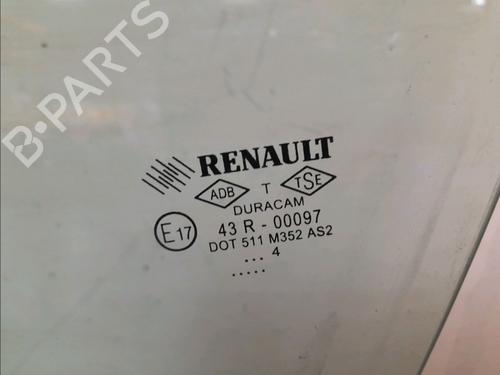 B-PARTS
RENAULT
ADB T TSE
DURACAM
E17 43 R - 00097
DOT 511 M352 AS2
... 4
.....